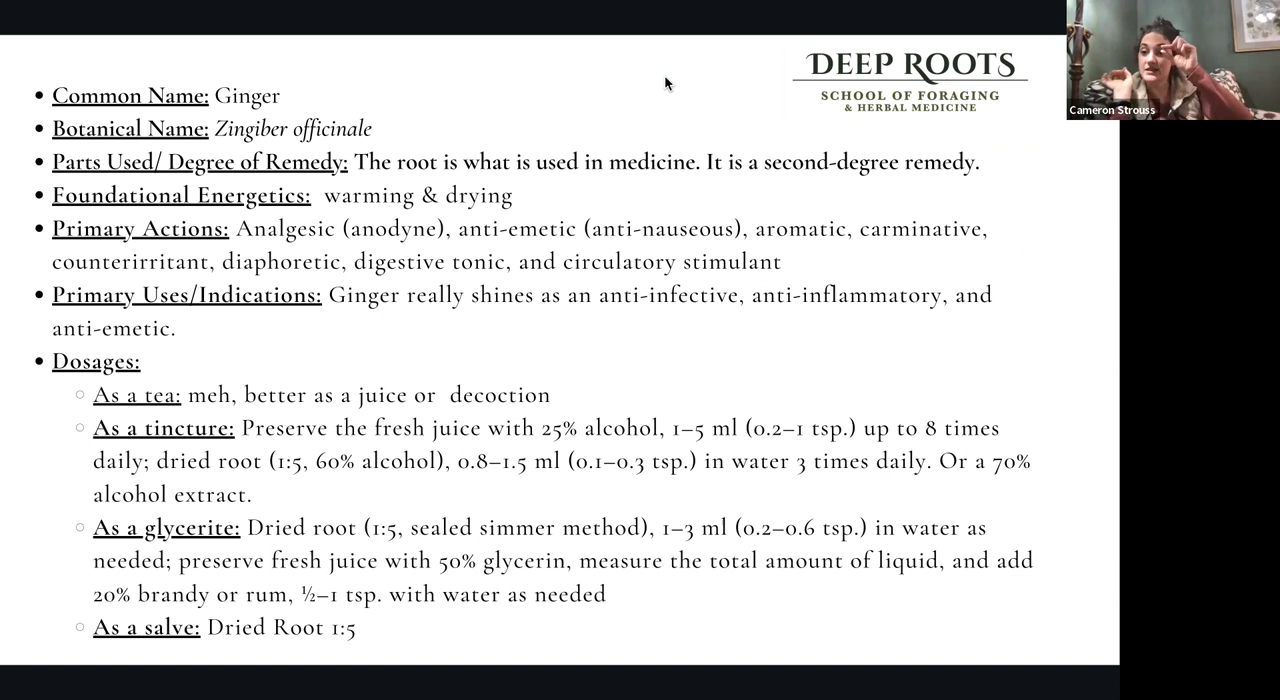 DEEP ROOTS
SCHOOL OF FORAGING
& HERBAL MEDICINE
Cameron Strouss
• Common Name: Ginger
• Botanical Name: Zingiber officinale
• Parts Used/ Degree of Remedy: The root is what is used in medicine. It is a second-degree remedy.
• Foundational Energetics: warming & drying
• Primary Actions: Analgesic (anodyne), anti-emetic (anti-nauseous), aromatic, carminative,
counterirritant, diaphoretic, digestive tonic, and circulatory stimulant
• Primary Uses/Indications: Ginger really shines as an anti-infective, anti-inflammatory, and
anti-emetic.
• Dosages:
○ As a tea: meh, better as a juice or decoction
○ As a tincture: Preserve the fresh juice with 25% alcohol, 1–5 ml (0.2–1 tsp.) up to 8 times
daily; dried root (1:5, 60% alcohol), 0.8–1.5 ml (0.1–0.3 tsp.) in water 3 times daily. Or a 70%
alcohol extract.
○ As a glycerite: Dried root (1:5, sealed simmer method), 1–3 ml (0.2–0.6 tsp.) in water as
needed; preserve fresh juice with 50% glycerin, measure the total amount of liquid, and add
20% brandy or rum, ½–1 tsp. with water as needed
○ As a salve: Dried Root 1:5